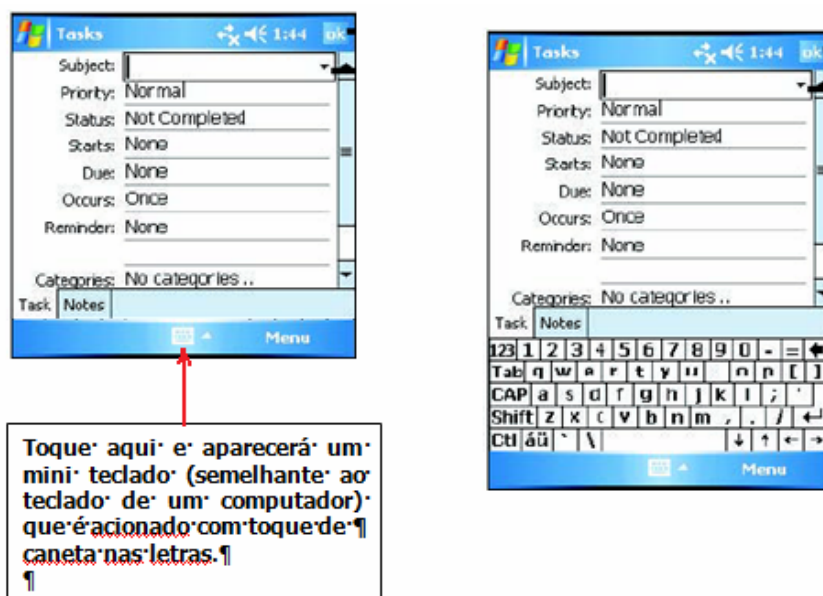 Tasks 1:44 ok
Subject:
Priority: Normal
Status: Not Completed
Starts: None
Due: None
Occurs: Once
Reminder: None
Categories: No categories ..
Task Notes
Menu
Toque· aqui· e· aparecerá· um·
mini· teclado· (semelhante· ao·
teclado· de· um· computador)·
que·é·acionado·com·toque·de·¶
caneta·nas·letras.¶
¶
Tasks 1:44 ok
Subject:
Priority: Normal
Status: Not Completed
Starts: None
Due: None
Occurs: Once
Reminder: None
Categories: No categories ..
Task Notes
123 1 2 3 4 5 6 7 8 9 0 - = ←
Tab q w e r t y u o p [ ]
CAP a s d f g h j k l ; '
Shift z x c v b n m , . / ↵
Ctl áü ` \ ↓ ↑ ← →
Menu